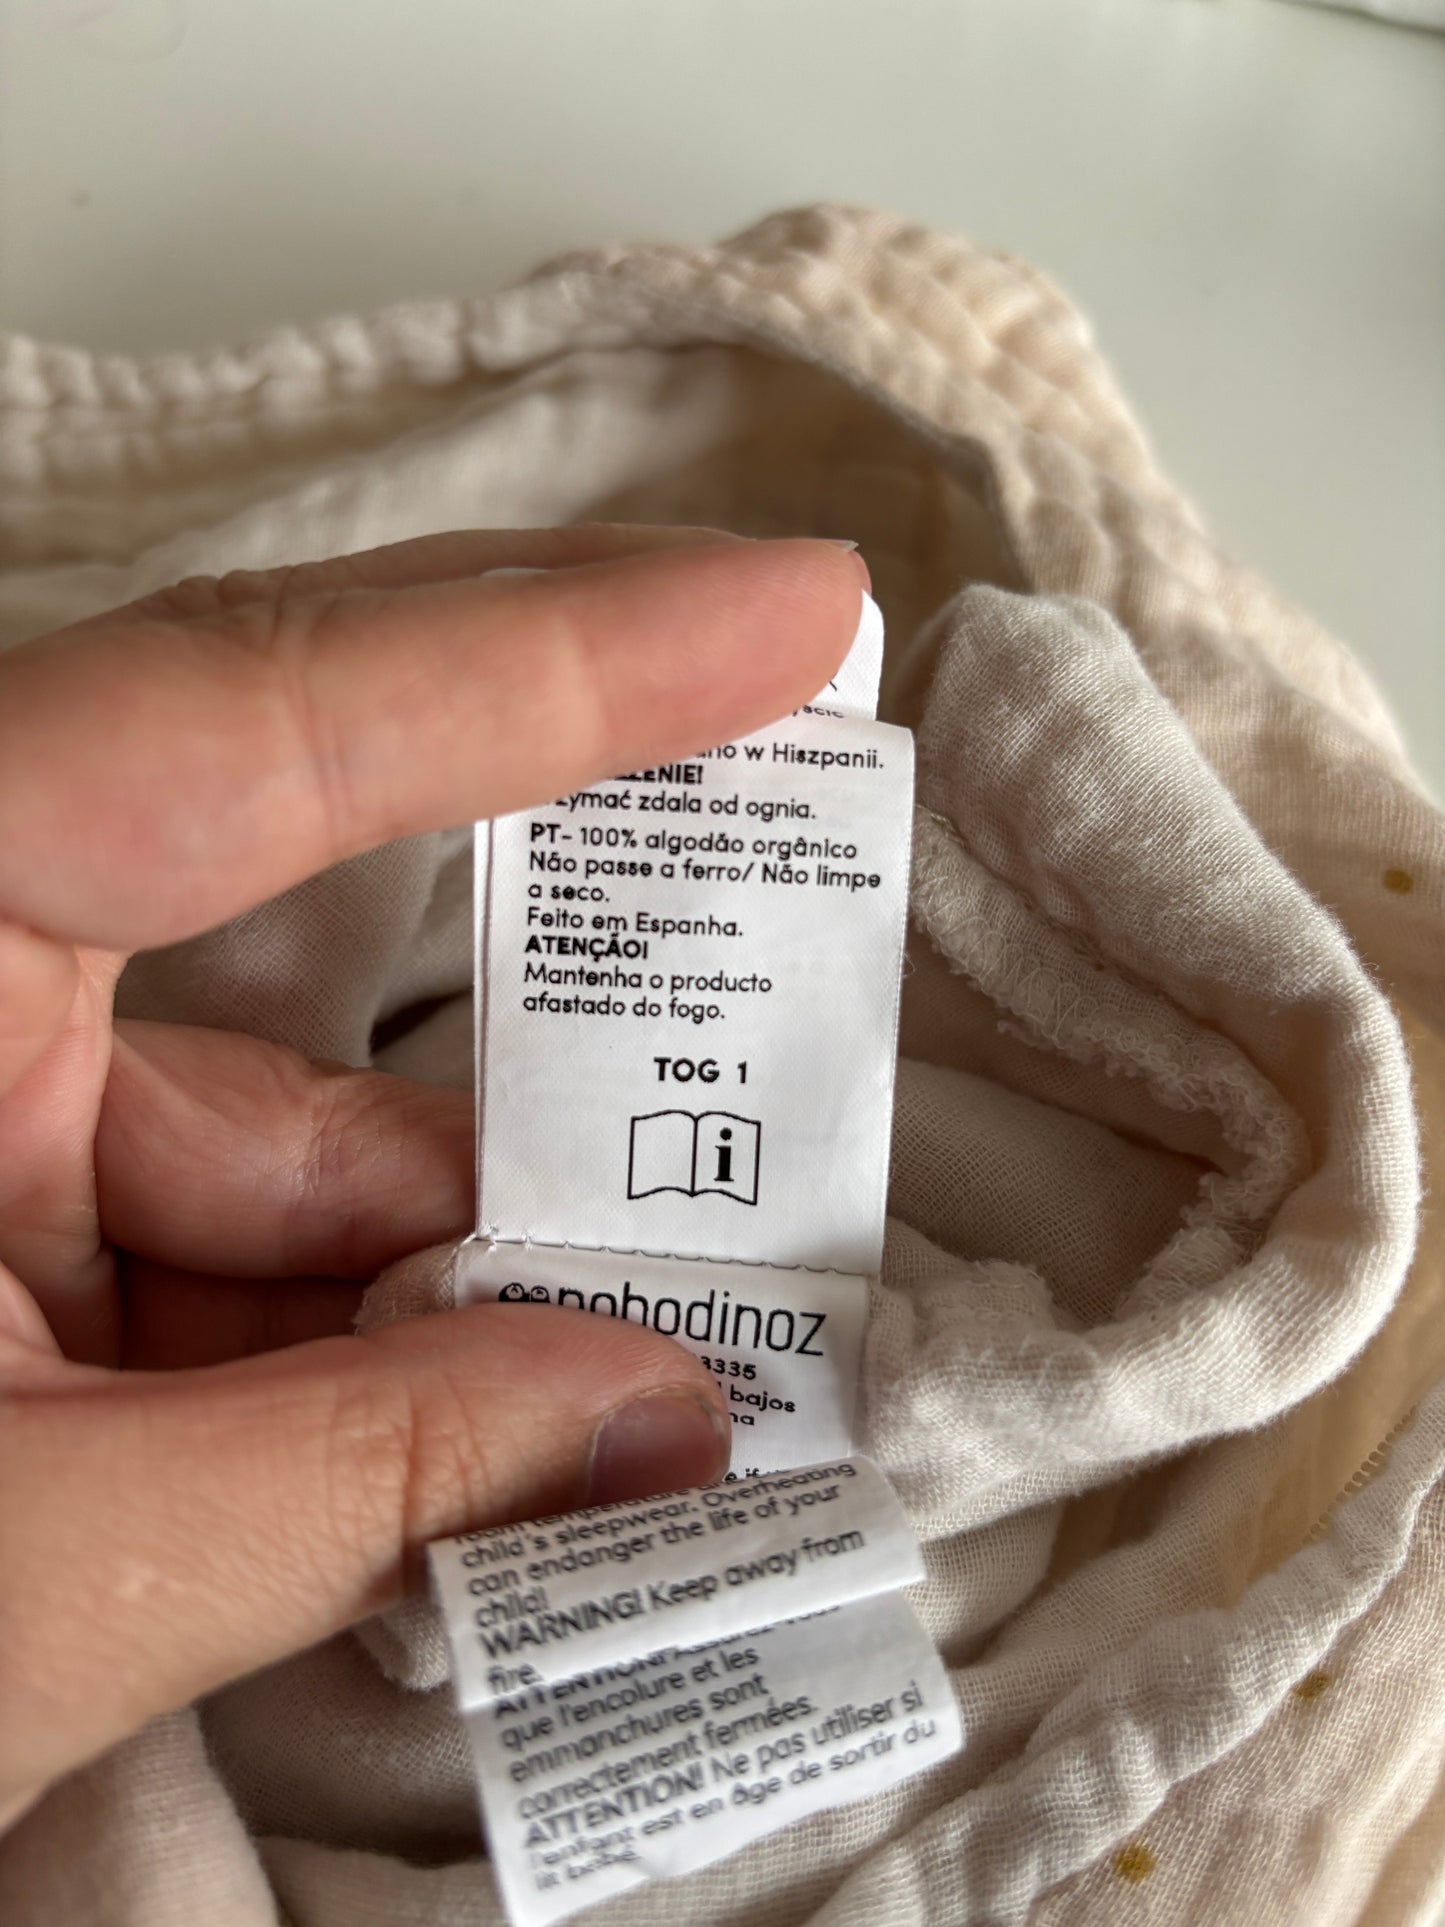 w Hiszpanii.
zdala od ognia.
PT- 100% algodão orgânico
Não passe a ferro/ Não limpe
a seco.
Feito em Espanha.
ATENÇÃO!
Mantenha o producto
afastado do fogo.
TOG 1
i
nobodinoz
3335
bajos
room temperature
child's sleepwear. Overheating
can endanger the life of your
child!
WARNING! Keep away from
fire.
que l'encolure et les
emmanchures sont
correctement fermées.
ATTENTION! Ne pas utiliser si
l'enfant est en âge de sortir du
lit bébé.